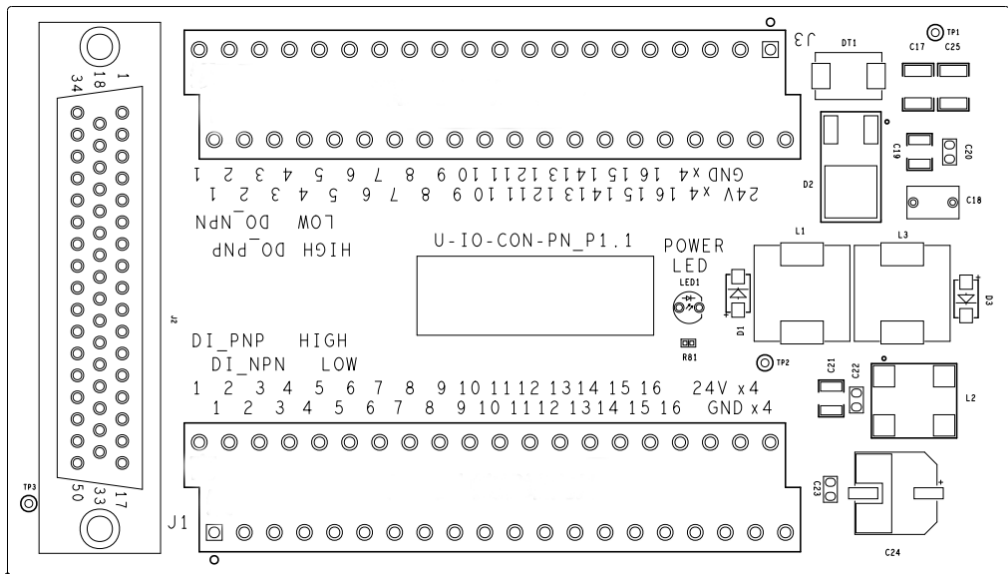 J3
TP1
DT1
C17 C25
34 18 1
C19
C20
1 2 3 4 5 6 7 8 9 10 11 12 13 14 15 16 GND x4
1 2 3 4 5 6 7 8 9 10 11 12 13 14 15 16 24V x4
D2
C18
DO_NPN LOW
DO_PNP HIGH
U-IO-CON-PN_P1.1
POWER
LED
LED1
L1
L3
D1
D3
J2
R81
DI_PNP HIGH
DI_NPN LOW
TP2
C21
C22
1 2 3 4 5 6 7 8 9 10 11 12 13 14 15 16 24V x4
1 2 3 4 5 6 7 8 9 10 11 12 13 14 15 16 GND x4
L2
TP3
50 33 17
J1
C23
C24